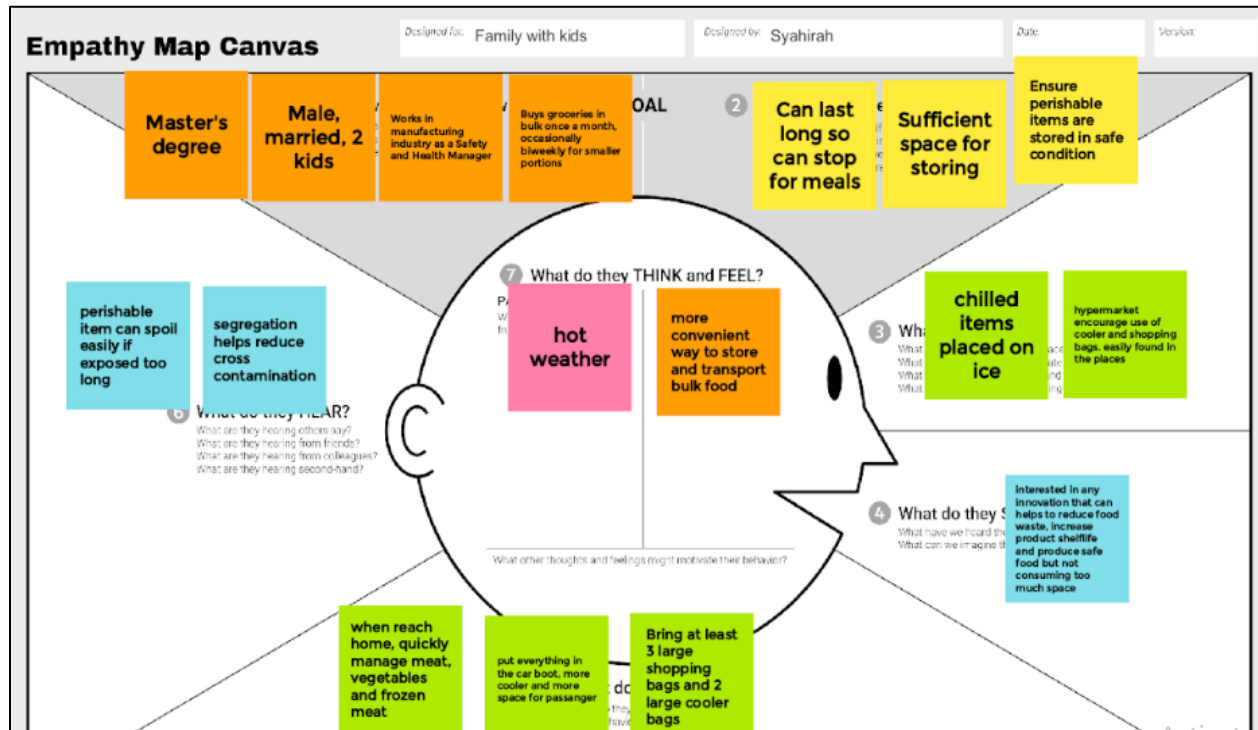 Empathy Map Canvas
Designed for:
Family with kids
Designed by:
Syahirah
Date:
Version:
Master's
degree
Male,
married, 2
kids
Works in
manufacturing
industry as a Safety
and Health Manager
Buys groceries in
bulk once a month,
occasionally
biweekly for smaller
portions
OAL
2
Can last
long so
can stop
for meals
Sufficient
space for
storing
Ensure
perishable
items are
stored in safe
condition
perishable
item can spoil
easily if
exposed too
long
segregation
helps reduce
cross
contamination
6 What do they HEAR?
What are they hearing others say?
What are they hearing from friends?
What are they hearing from colleagues?
What are they hearing second-hand?
7 What do they THINK and FEEL?
hot
weather
more
convenient
way to store
and transport
bulk food
What other thoughts and feelings might motivate their behavior?
3
chilled
items
placed on
ice
hypermarket
encourage use of
cooler and shopping
bags. easily found in
the places
4 What do they
What have we heard
What can we imagine
interested in any
innovation that can
helps to reduce food
waste, increase
product shelflife
and produce safe
food but not
consuming too
much space
when reach
home, quickly
manage meat,
vegetables
and frozen
meat
put everything in
the car boot, more
cooler and more
space for passanger
Bring at least
3 large
shopping
bags and 2
large cooler
bags